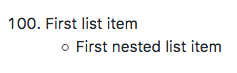 100. First list item
○ First nested list item